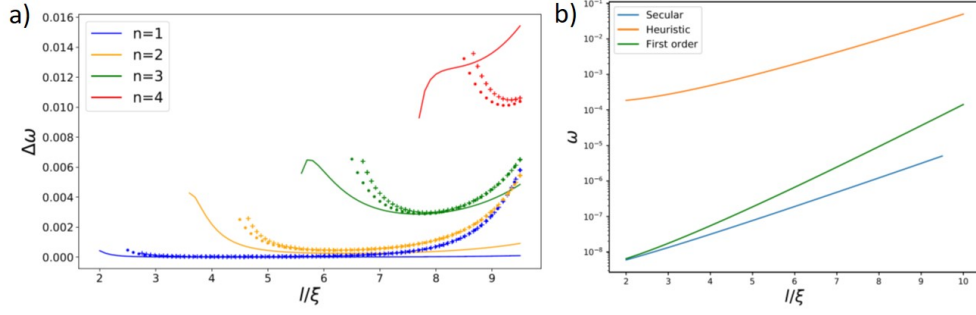 a)
0.016
0.014
0.012
0.010
0.008
0.006
0.004
0.002
0.000
Δω
n=1
n=2
n=3
n=4
2 3 4 5 6 7 8 9
l/ξ
b)
10⁻¹
10⁻²
10⁻³
10⁻⁴
10⁻⁵
10⁻⁶
10⁻⁷
10⁻⁸
ω
Secular
Heuristic
First order
2 3 4 5 6 7 8 9 10
l/ξ